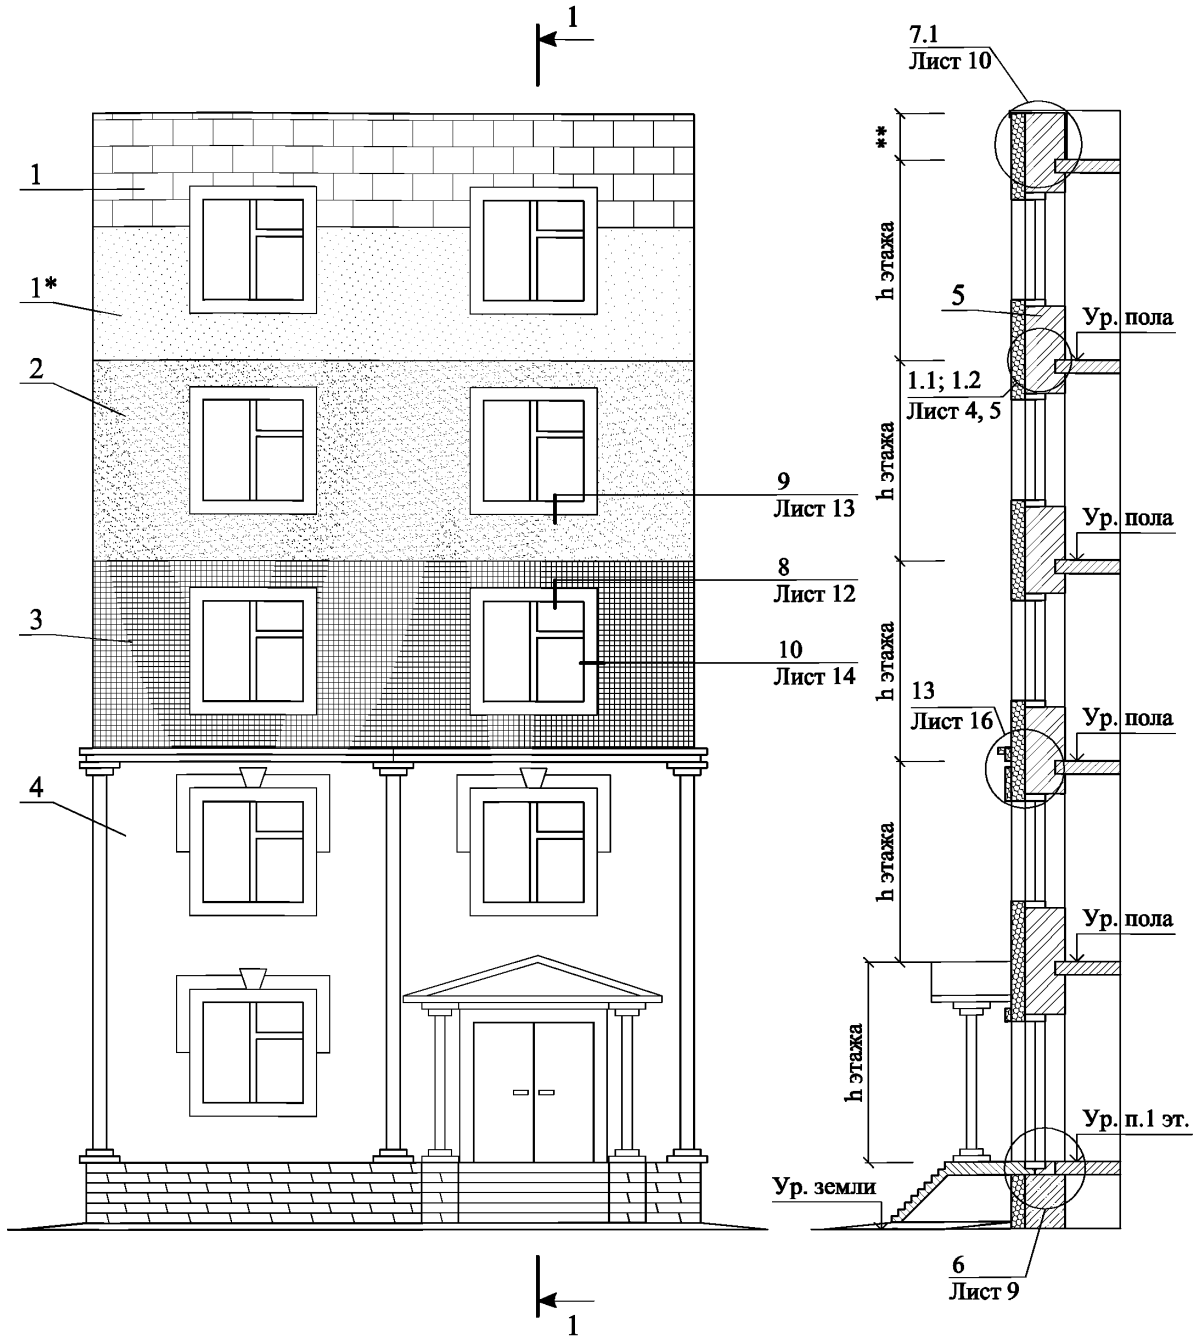 1
7.1
Лист 10
**
1
h этажа
1*
5
Ур. пола
2
1.1; 1.2
Лист 4, 5
h этажа
9
Лист 13
Ур. пола
8
Лист 12
3
h этажа
10
Лист 14
13
Лист 16
Ур. пола
4
h этажа
Ур. пола
h этажа
Ур. п.1 эт.
Ур. земли
6
Лист 9
1